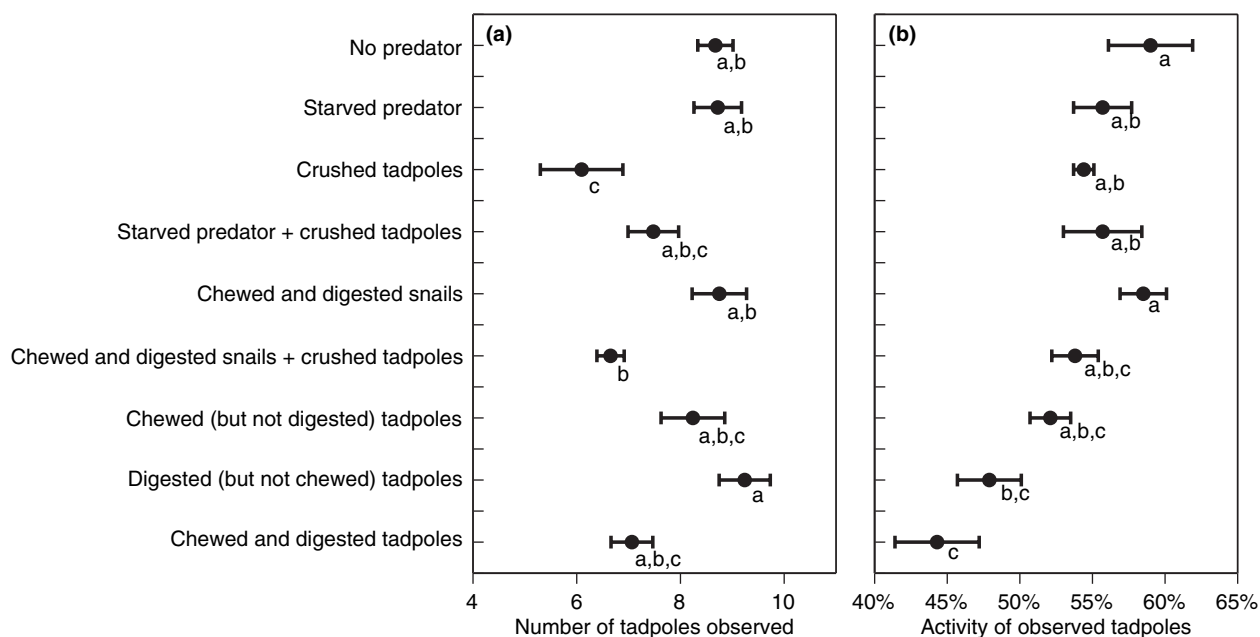 (a) (b)
No predator a,b a
Starved predator a,b a,b
Crushed tadpoles c a,b
Starved predator + crushed tadpoles a,b,c a,b
Chewed and digested snails a,b a
Chewed and digested snails + crushed tadpoles b a,b,c
Chewed (but not digested) tadpoles a,b,c a,b,c
Digested (but not chewed) tadpoles a b,c
Chewed and digested tadpoles a,b,c c
4 6 8 10 40% 45% 50% 55% 60% 65%
Number of tadpoles observed Activity of observed tadpoles